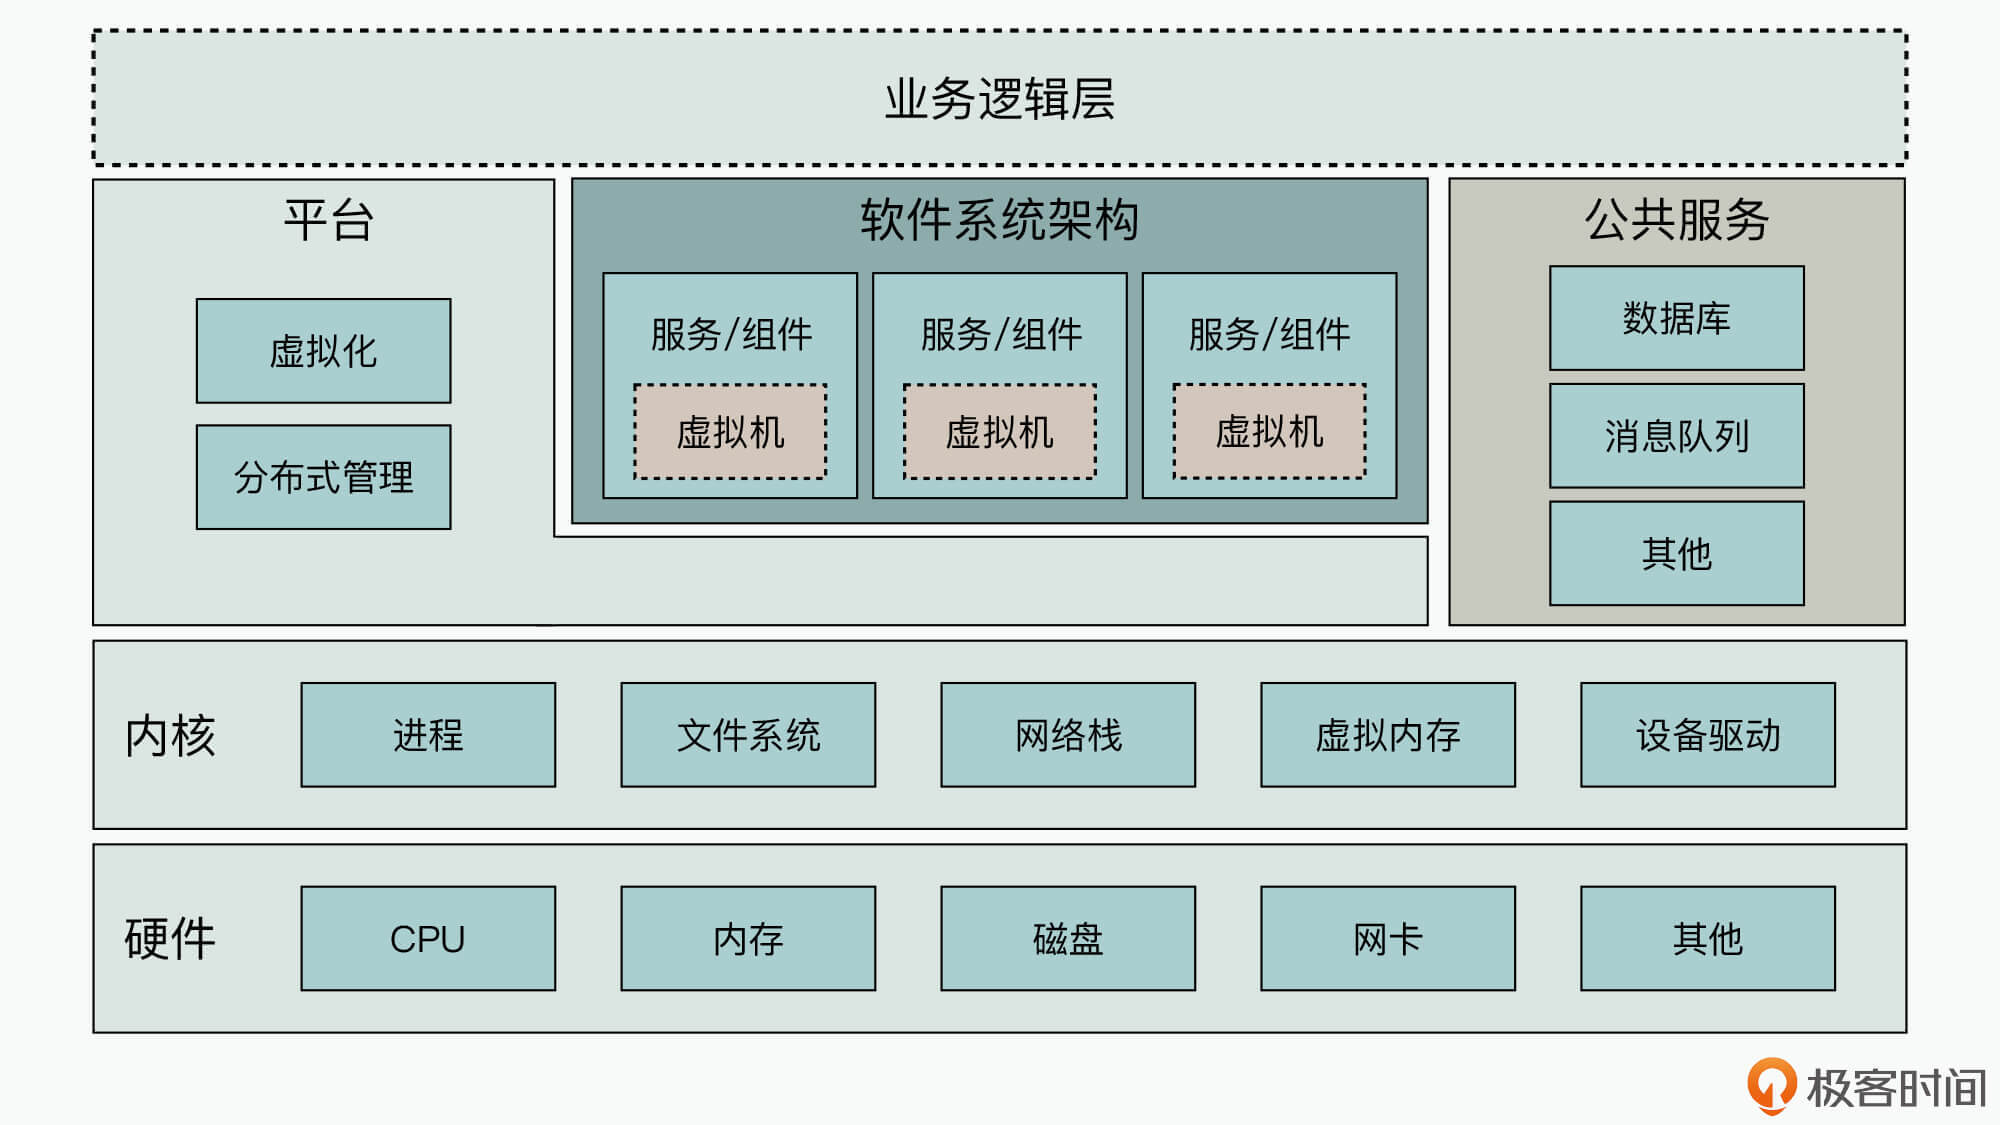 业务逻辑层
平台
虚拟化
分布式管理
软件系统架构
服务/组件
虚拟机
服务/组件
虚拟机
服务/组件
虚拟机
公共服务
数据库
消息队列
其他
内核
进程
文件系统
网络栈
虚拟内存
设备驱动
硬件
CPU
内存
磁盘
网卡
其他
极客时间